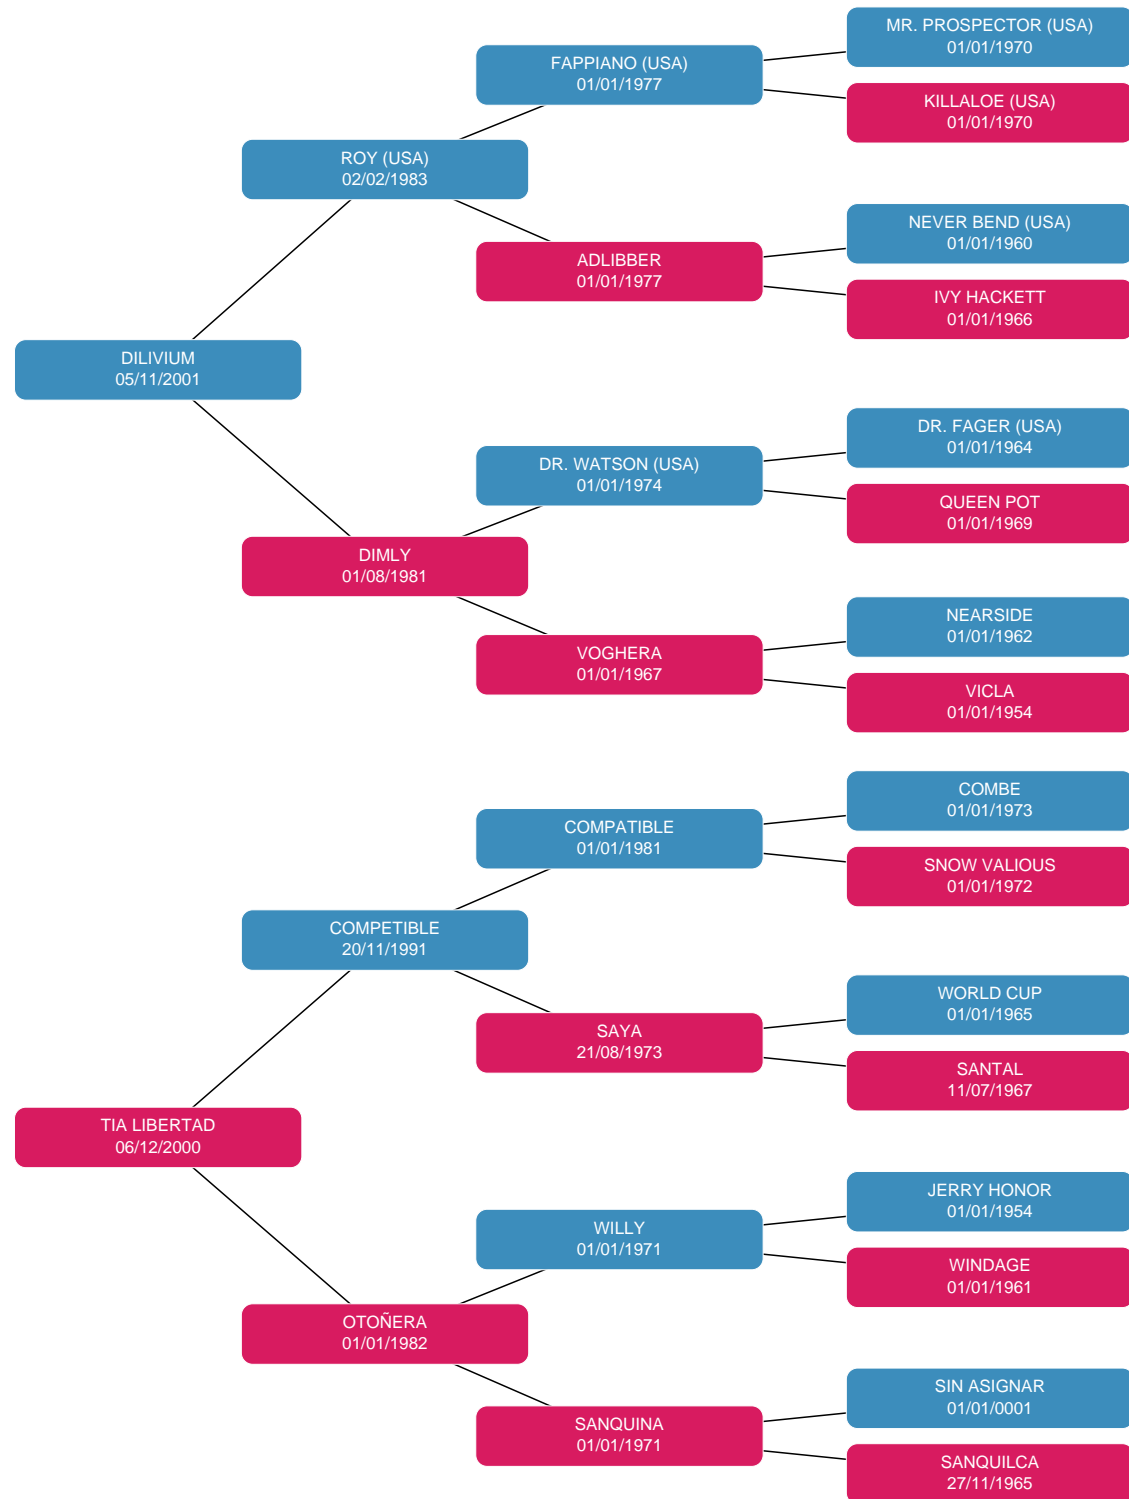 MR. PROSPECTOR (USA)
01/01/1970
FAPPIANO (USA)
01/01/1977
KILLALOE (USA)
01/01/1970
ROY (USA)
02/02/1983
NEVER BEND (USA)
01/01/1960
ADLIBBER
01/01/1977
IVY HACKETT
01/01/1966
DILIVIUM
05/11/2001
DR. FAGER (USA)
01/01/1964
DR. WATSON (USA)
01/01/1974
QUEEN POT
01/01/1969
DIMLY
01/08/1981
NEARSIDE
01/01/1962
VOGHERA
01/01/1967
VICLA
01/01/1954
COMBE
01/01/1973
COMPATIBLE
01/01/1981
SNOW VALIOUS
01/01/1972
COMPETIBLE
20/11/1991
WORLD CUP
01/01/1965
SAYA
21/08/1973
SANTAL
11/07/1967
TIA LIBERTAD
06/12/2000
JERRY HONOR
01/01/1954
WILLY
01/01/1971
WINDAGE
01/01/1961
OTOÑERA
01/01/1982
SIN ASIGNAR
01/01/0001
SANQUINA
01/01/1971
SANQUILCA
27/11/1965